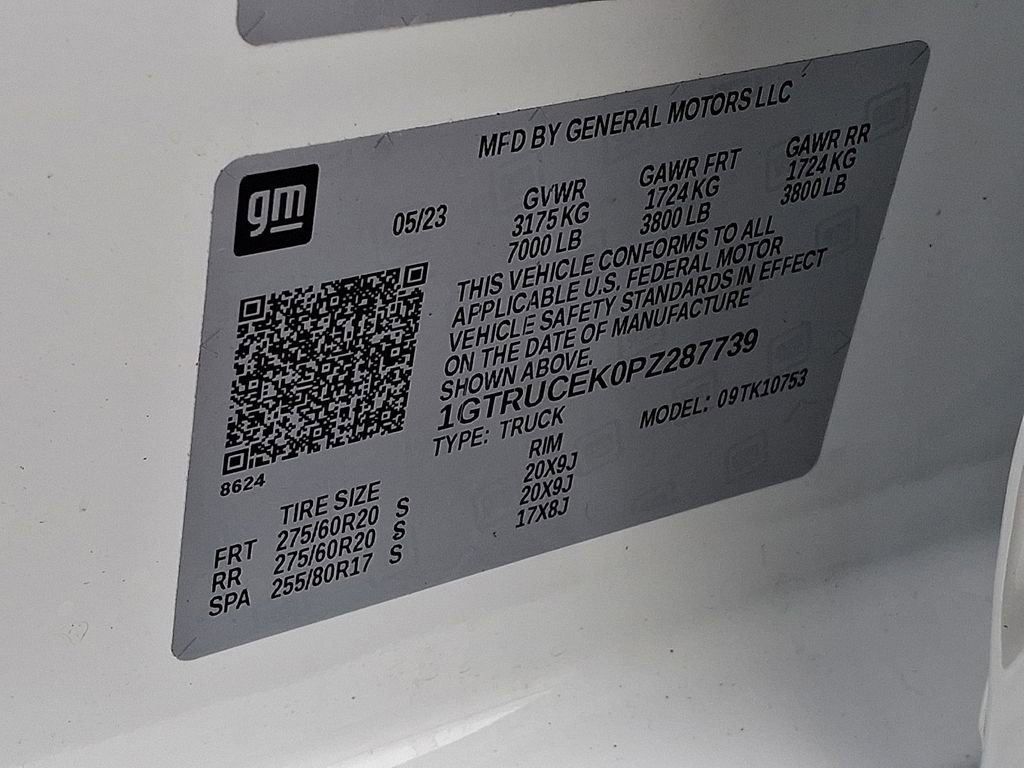 MFD BY GENERAL MOTORS LLC
gm
05/23
GVWR GAWR FRT GAWR RR
3175 KG 1724 KG 1724 KG
7000 LB 3800 LB 3800 LB
THIS VEHICLE CONFORMS TO ALL
APPLICABLE U.S. FEDERAL MOTOR
VEHICLE SAFETY STANDARDS IN EFFECT
ON THE DATE OF MANUFACTURE
SHOWN ABOVE.
1GTRUCEK0PZ287739
TYPE: TRUCK MODEL: 09TK10753
8624
TIRE SIZE RIM
FRT 275/60R20 S 20X9J
RR 275/60R20 S 20X9J
SPA 255/80R17 S 17X8J